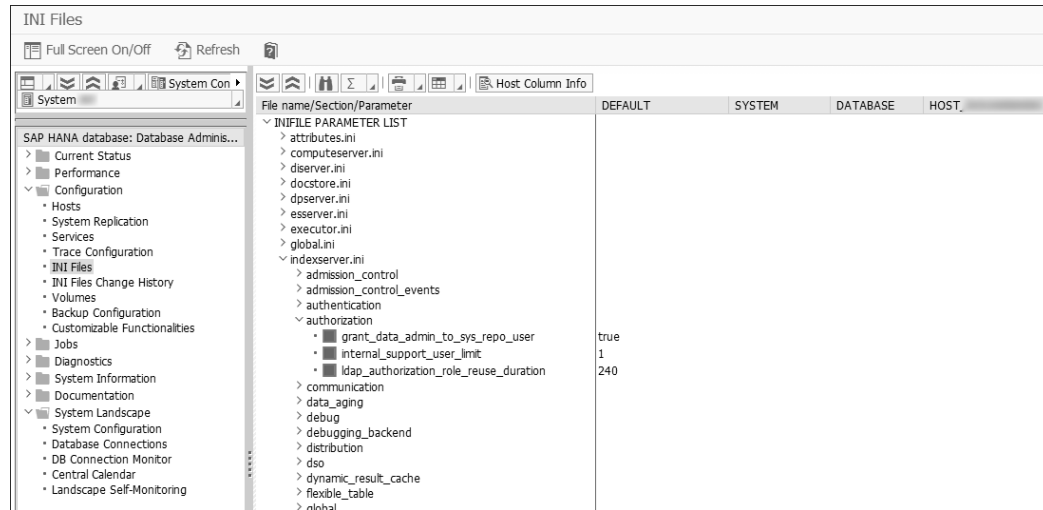 INI Files
Full Screen On/Off Refresh
System Con
System
SAP HANA database: Database Adminis...
Current Status
Performance
Configuration
Hosts
System Replication
Services
Trace Configuration
INI Files
INI Files Change History
Volumes
Backup Configuration
Customizable Functionalities
Jobs
Diagnostics
System Information
Documentation
System Landscape
System Configuration
Database Connections
DB Connection Monitor
Central Calendar
Landscape Self-Monitoring
Host Column Info
File name/Section/Parameter DEFAULT SYSTEM DATABASE HOST_
INIFILE PARAMETER LIST
attributes.ini
computeserver.ini
diserver.ini
docstore.ini
dpserver.ini
esserver.ini
executor.ini
global.ini
indexserver.ini
admission_control
admission_control_events
authentication
authorization
grant_data_admin_to_sys_repo_user true
internal_support_user_limit 1
ldap_authorization_role_reuse_duration 240
communication
data_aging
debug
debugging_backend
distribution
dso
dynamic_result_cache
flexible_table
global